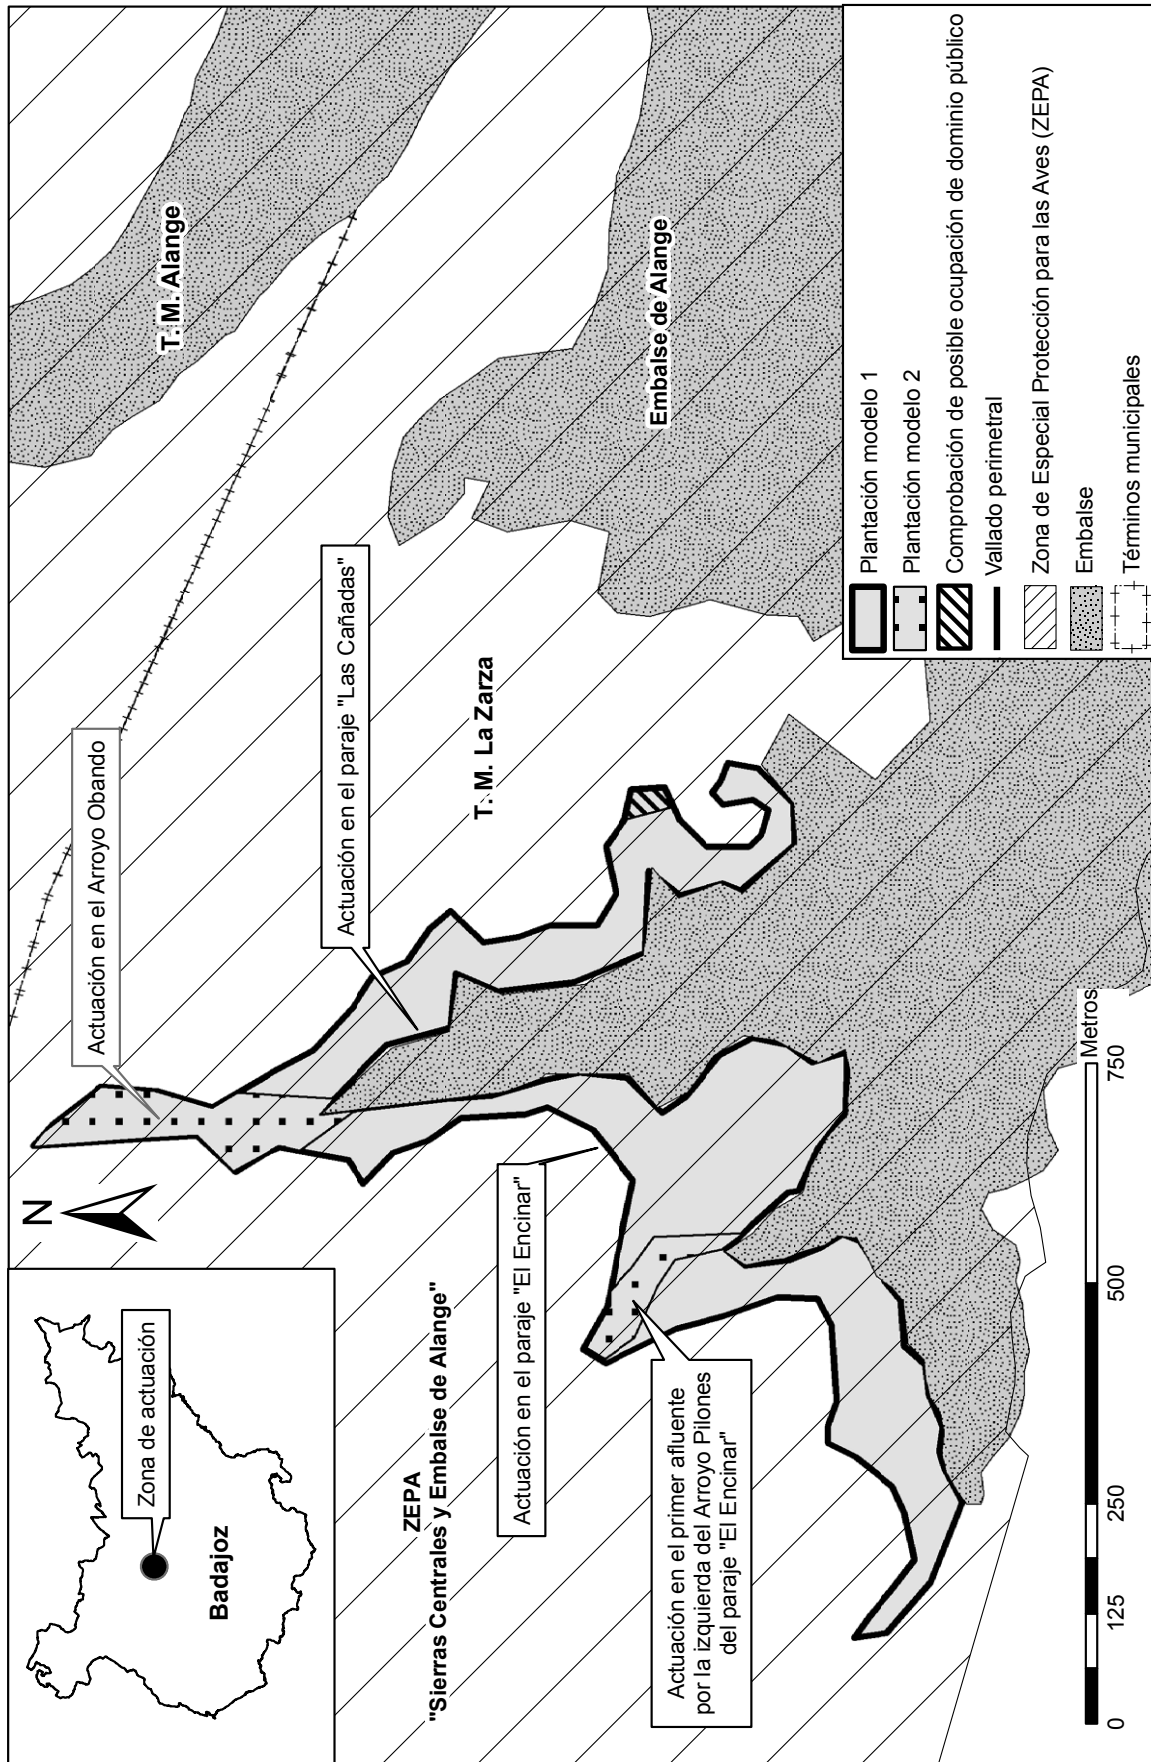 Zona de actuación
Badajoz
N
ZEPA
"Sierras Centrales y Embalse de Alange"
Actuación en el Arroyo Obando
T. M. Alange
Actuación en el paraje "Las Cañadas"
T. M. La Zarza
Embalse de Alange
Actuación en el paraje "El Encinar"
Actuación en el primer afluente
por la izquierda del Arroyo Pilones
del paraje "El Encinar"
Plantación modelo 1
Plantación modelo 2
Comprobación de posible ocupación de dominio público
Vallado perimetral
Zona de Especial Protección para las Aves (ZEPA)
Embalse
Términos municipales
Metros
0 125 250 500 750